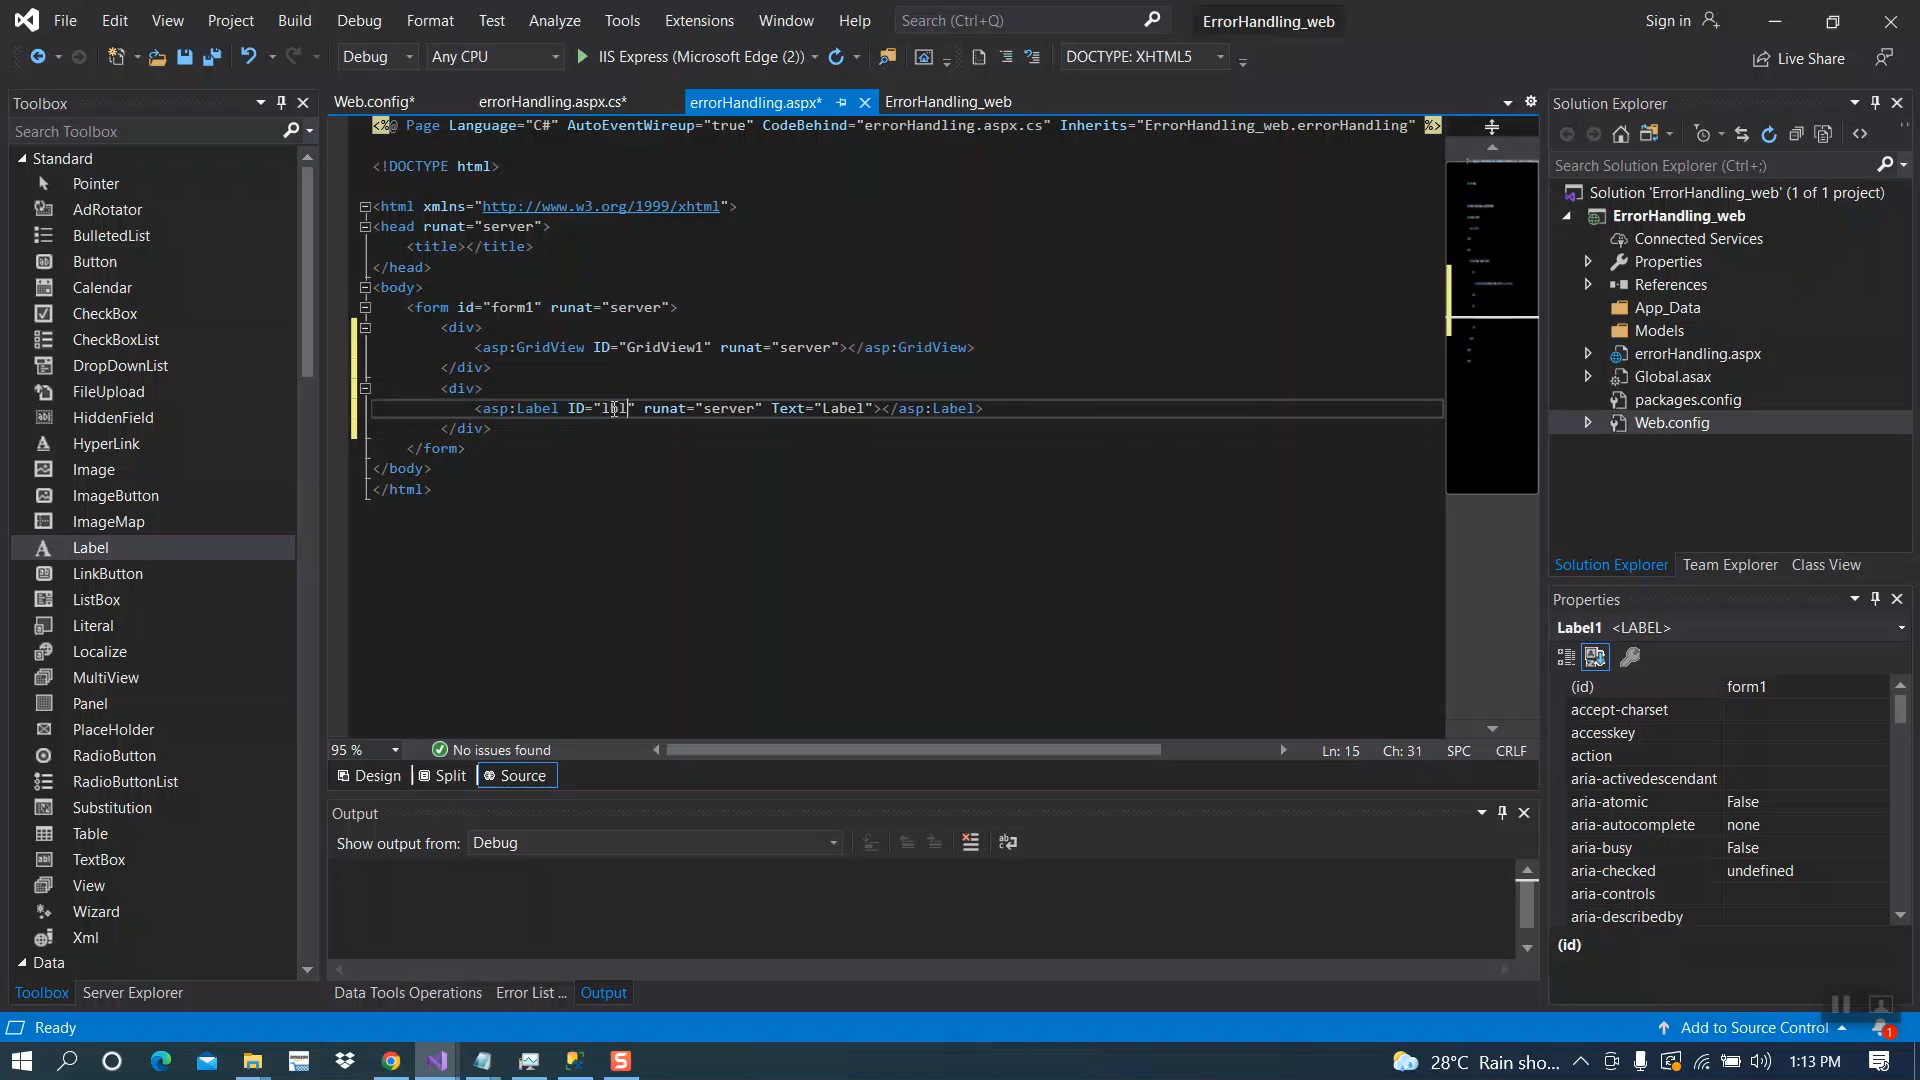 File Edit View Project Build Debug Format Test Analyze Tools Extensions Window Help Search (Ctrl+Q) ErrorHandling_web Sign in
Debug Any CPU IIS Express (Microsoft Edge (2)) DOCTYPE: XHTML5 Live Share
Toolbox
Search Toolbox
Standard
Pointer
AdRotator
BulletedList
Button
Calendar
CheckBox
CheckBoxList
DropDownList
FileUpload
HiddenField
HyperLink
Image
ImageButton
ImageMap
Label
LinkButton
ListBox
Literal
Localize
MultiView
Panel
PlaceHolder
RadioButton
RadioButtonList
Substitution
Table
TextBox
View
Wizard
Xml
Data
Toolbox Server Explorer
Web.config* errorHandling.aspx.cs* errorHandling.aspx* ErrorHandling_web
<%@ Page Language="C#" AutoEventWireup="true" CodeBehind="errorHandling.aspx.cs" Inherits="ErrorHandling_web.errorHandling" %>
<!DOCTYPE html>
<html xmlns="http://www.w3.org/1999/xhtml">
<head runat="server">
<title></title>
</head>
<body>
<form id="form1" runat="server">
<div>
<asp:GridView ID="GridView1" runat="server"></asp:GridView>
</div>
<div>
<asp:Label ID="lbl" runat="server" Text="Label"></asp:Label>
</div>
</form>
</body>
</html>
95 % No issues found Ln: 15 Ch: 31 SPC CRLF
Design Split Source
Output
Show output from: Debug
Data Tools Operations Error List ... Output
Solution Explorer
Search Solution Explorer (Ctrl+;)
Solution 'ErrorHandling_web' (1 of 1 project)
ErrorHandling_web
Connected Services
Properties
References
App_Data
Models
errorHandling.aspx
Global.asax
packages.config
Web.config
Solution Explorer Team Explorer Class View
Properties
Label1 <LABEL>
(id) form1
accept-charset
accesskey
action
aria-activedescendant
aria-atomic False
aria-autocomplete none
aria-busy False
aria-checked undefined
aria-controls
aria-describedby
(id)
Ready Add to Source Control 1
28°C Rain sho... 1:13 PM